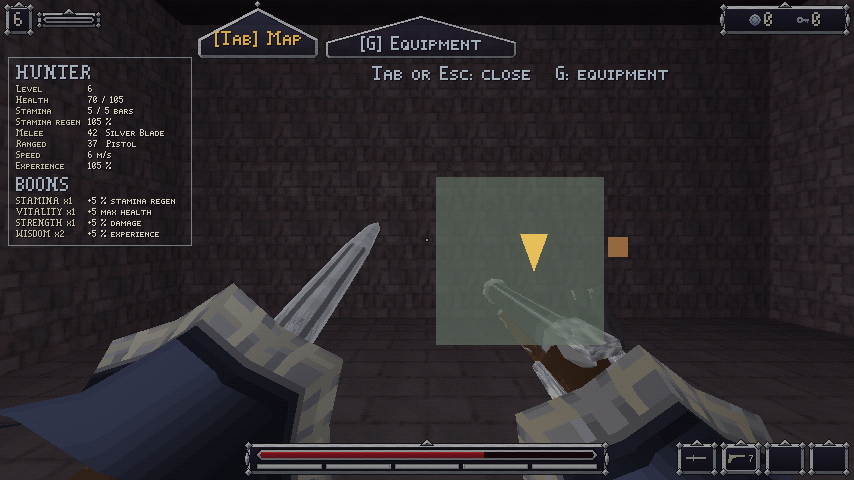 6
[Tab] Map
[G] Equipment
0 0
Tab or Esc: close G: equipment
Hunter
Level 6
Health 70 / 105
Stamina 5 / 5 bars
Stamina regen 105 %
Melee 42 Silver Blade
Ranged 37 Pistol
Speed 6 m/s
Experience 105 %
Boons
Stamina x1 +5 % stamina regen
Vitality x1 +5 % max health
Strength x1 +5 % damage
Wisdom x2 +5 % experience
7